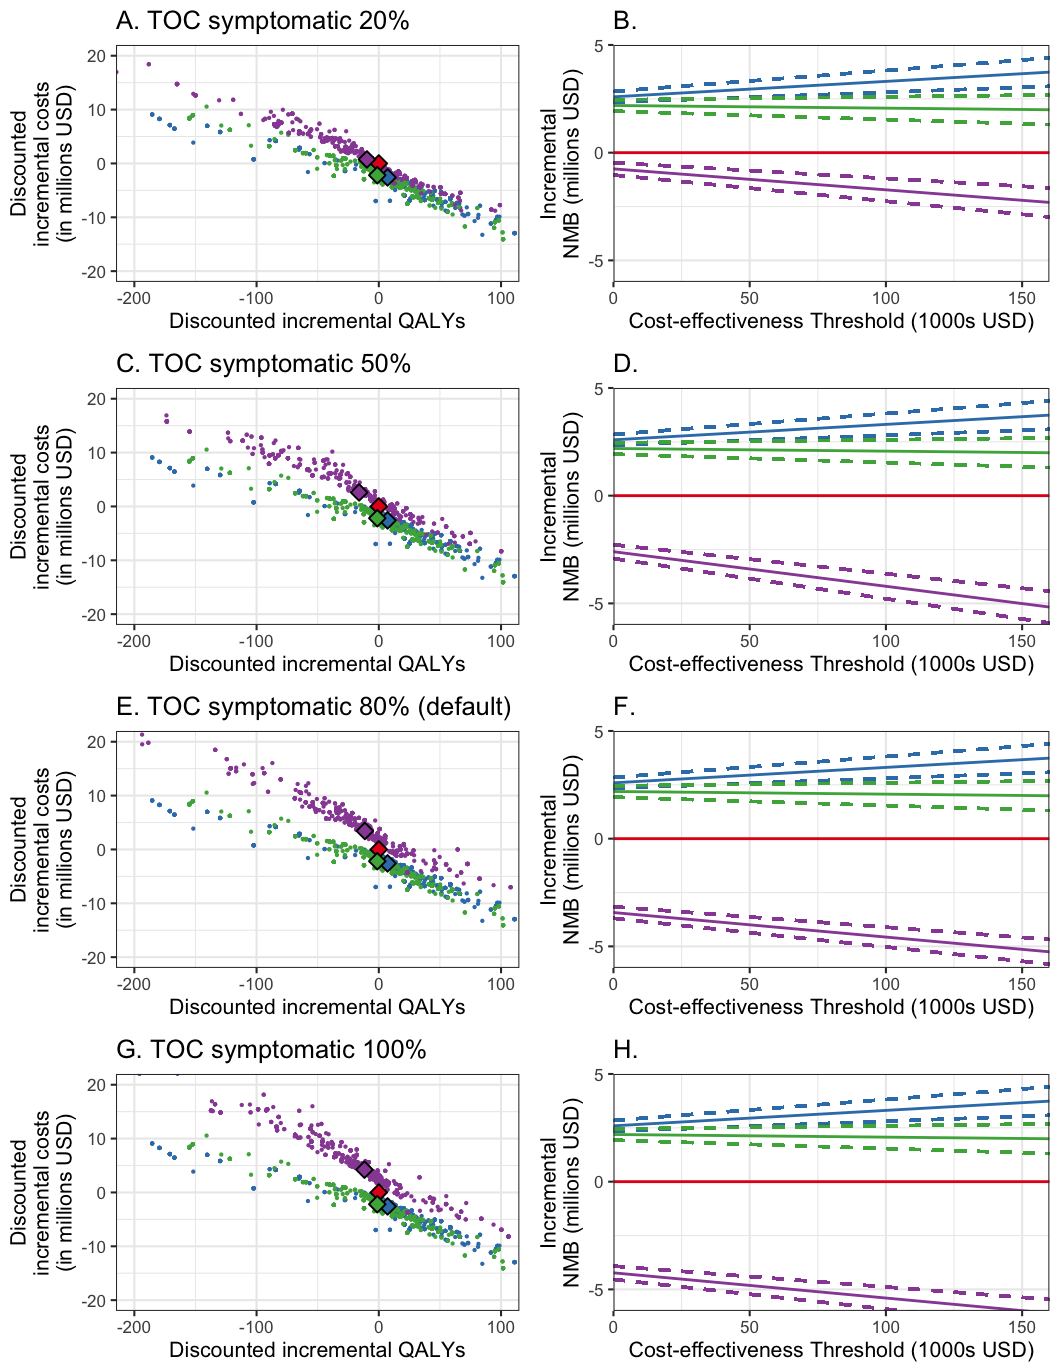 A. TOC symptomatic 20%
Discounted
incremental costs
(in millions USD)
20
10
0
-10
-20
-200
-100
0
100
Discounted incremental QALYs
B.
Incremental
NMB (millions USD)
5
0
-5
0
50
100
150
Cost-effectiveness Threshold (1000s USD)
C. TOC symptomatic 50%
Discounted
incremental costs
(in millions USD)
20
10
0
-10
-20
-200
-100
0
100
Discounted incremental QALYs
D.
Incremental
NMB (millions USD)
5
0
-5
0
50
100
150
Cost-effectiveness Threshold (1000s USD)
E. TOC symptomatic 80% (default)
Discounted
incremental costs
(in millions USD)
20
10
0
-10
-20
-200
-100
0
100
Discounted incremental QALYs
F.
Incremental
NMB (millions USD)
5
0
-5
0
50
100
150
Cost-effectiveness Threshold (1000s USD)
G. TOC symptomatic 100%
Discounted
incremental costs
(in millions USD)
20
10
0
-10
-20
-200
-100
0
100
Discounted incremental QALYs
H.
Incremental
NMB (millions USD)
5
0
-5
0
50
100
150
Cost-effectiveness Threshold (1000s USD)